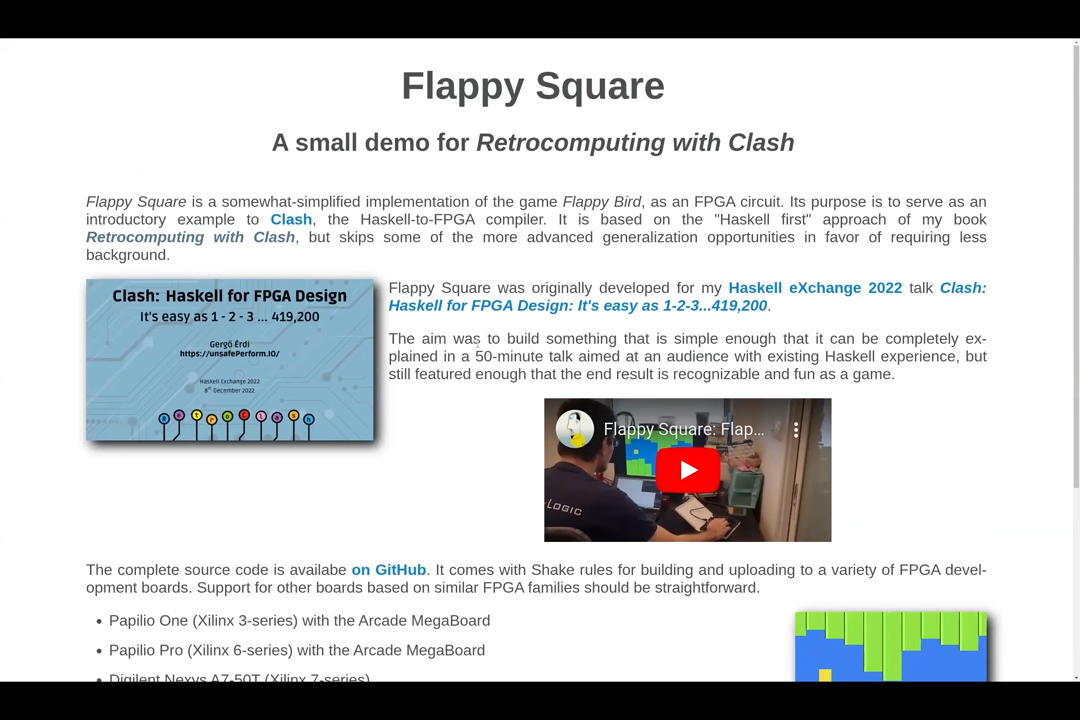 Flappy Square
A small demo for Retrocomputing with Clash
Flappy Square is a somewhat-simplified implementation of the game Flappy Bird, as an FPGA circuit. Its purpose is to serve as an
introductory example to Clash, the Haskell-to-FPGA compiler. It is based on the "Haskell first" approach of my book
Retrocomputing with Clash, but skips some of the more advanced generalization opportunities in favor of requiring less
background.
Clash: Haskell for FPGA Design
It's easy as 1 - 2 - 3 ... 419,200
Gergő Érdi
https://unsafePerform.IO/
Haskell Exchange 2022
8th December 2022.
R e t r o C l a s h
Flappy Square was originally developed for my Haskell eXchange 2022 talk Clash:
Haskell for FPGA Design: It's easy as 1-2-3...419,200.
The aim was to build something that is simple enough that it can be completely ex-
plained in a 50-minute talk aimed at an audience with existing Haskell experience, but
still featured enough that the end result is recognizable and fun as a game.
Flappy Square: Flap...
LOGIC
The complete source code is availabe on GitHub. It comes with Shake rules for building and uploading to a variety of FPGA devel-
opment boards. Support for other boards based on similar FPGA families should be straightforward.
• Papilio One (Xilinx 3-series) with the Arcade MegaBoard
• Papilio Pro (Xilinx 6-series) with the Arcade MegaBoard
• Digilent Nexys A7-50T (Xilinx 7-series)